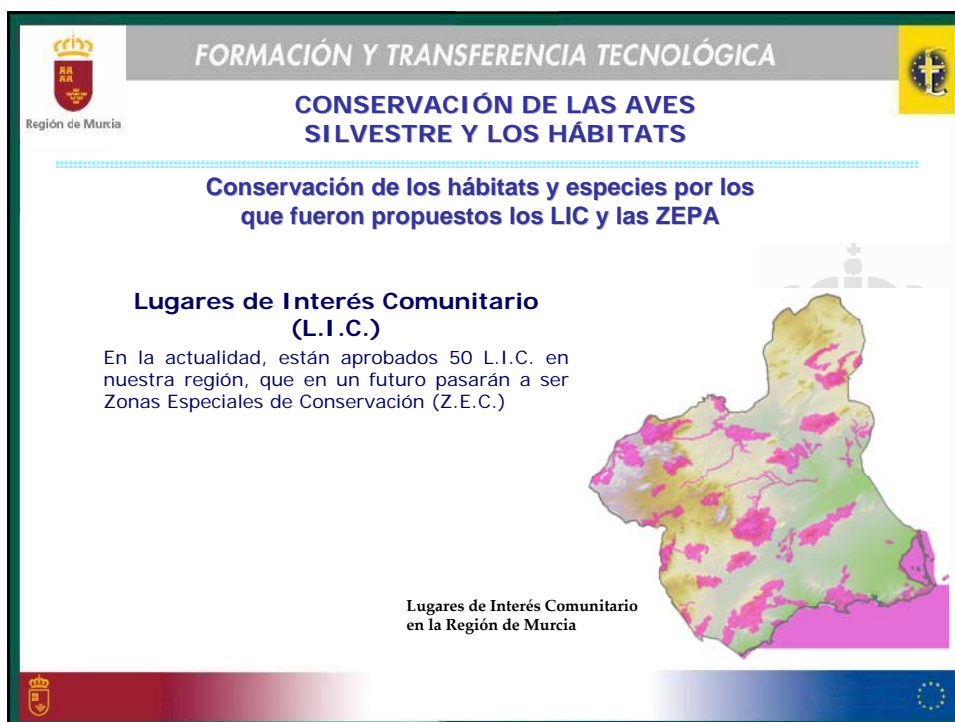 FORMACIÓN Y TRANSFERENCIA TECNOLÓGICA
Región de Murcia
CONSERVACIÓN DE LAS AVES
SILVESTRE Y LOS HÁBITATS
Conservación de los hábitats y especies por los
que fueron propuestos los LIC y las ZEPA
Lugares de Interés Comunitario
(L.I.C.)
En la actualidad, están aprobados 50 L.I.C. en
nuestra región, que en un futuro pasarán a ser
Zonas Especiales de Conservación (Z.E.C.)
Lugares de Interés Comunitario
en la Región de Murcia